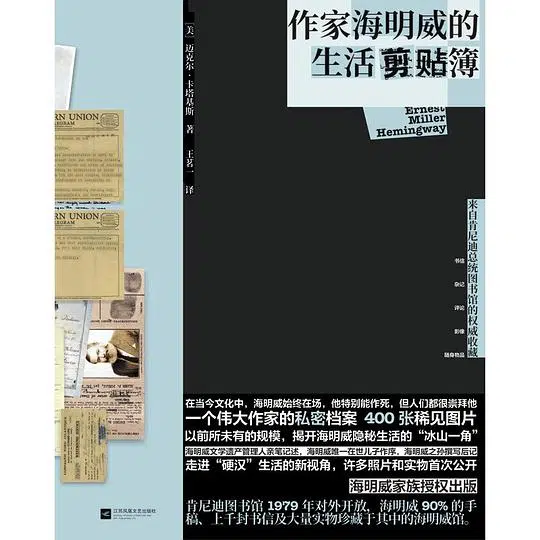 作家海明威的
生活剪贴簿
Ernest
Miller
Hemingway
[美] 迈克尔·卡塔基斯 著
王茗一 译
来自肯尼迪总统图书馆的权威收藏
书信
杂记
评论
影像
随身物品
RN UNION
EGRAM
RN UNION
EGRAM
在当今文化中，海明威始终在场，他特别能作死，但人们都很崇拜他
一个伟大作家的私密档案 400 张稀见图片
以前所未有的规模，揭开海明威隐秘生活的“冰山一角”
海明威文学遗产管理人亲笔记述，海明威唯一在世儿子作序，海明威之孙撰写后记
走进“硬汉”生活的新视角，许多照片和实物首次公开
海明威家族授权出版
肯尼迪图书馆 1979 年对外开放，海明威 90% 的手
稿、上千封书信及大量实物珍藏于其中的海明威馆。
江苏凤凰文艺出版社